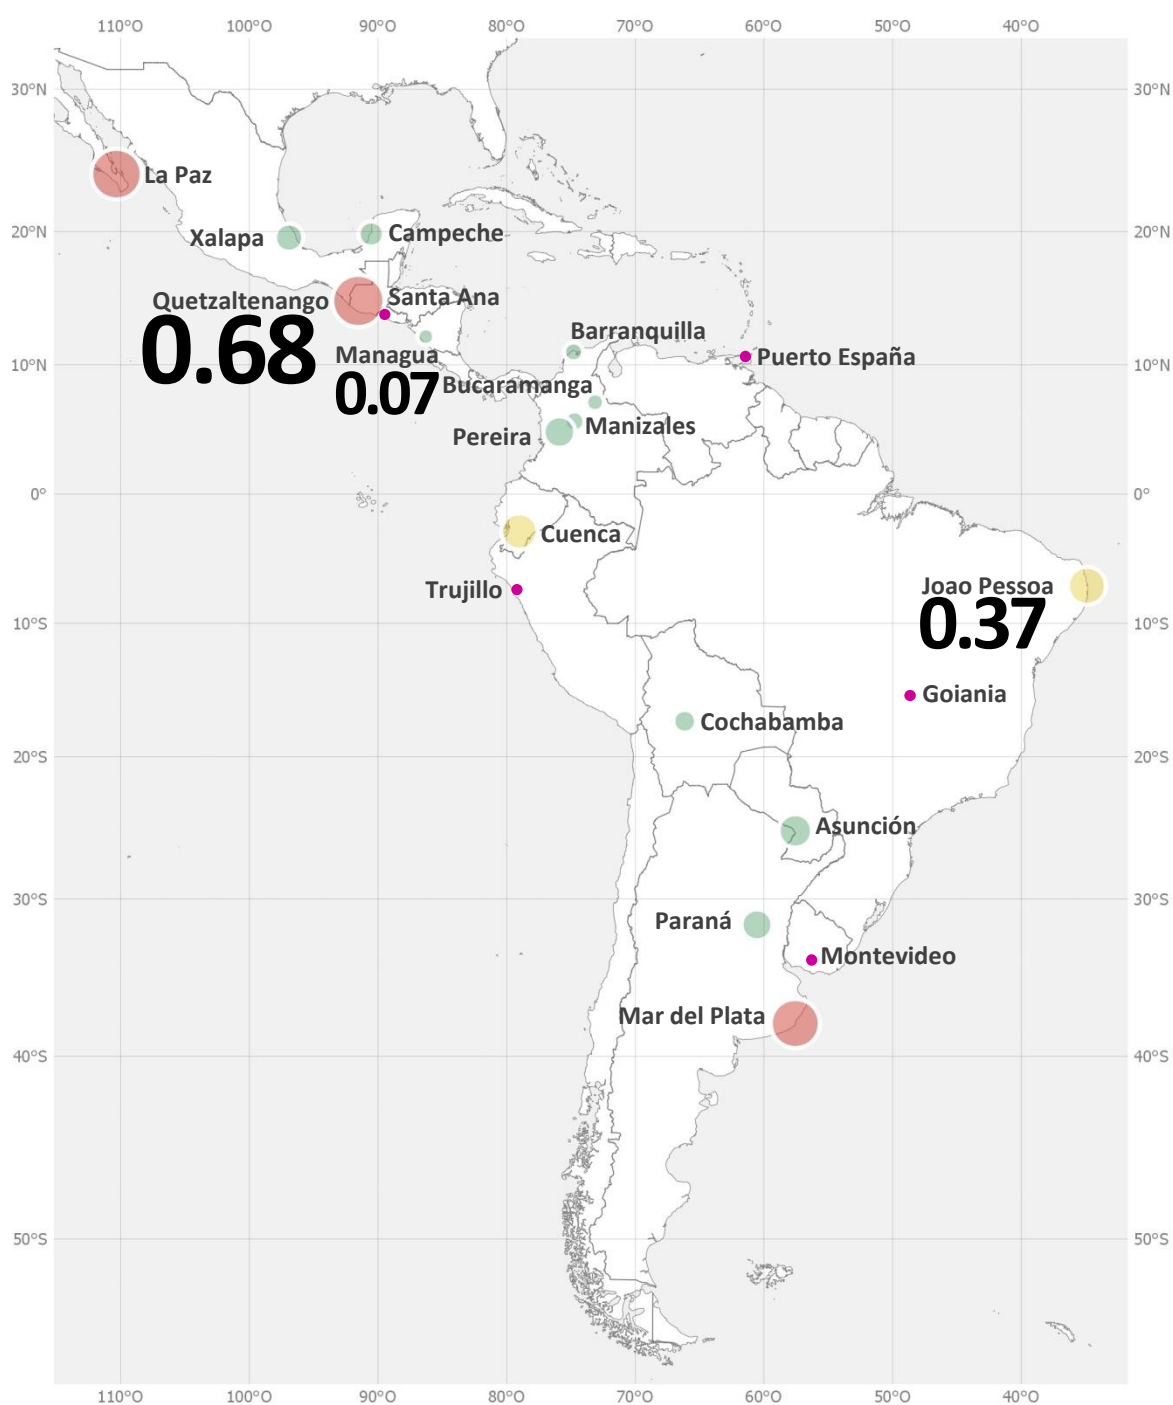 110°O 100°O 90°O 80°O 70°O 60°O 50°O 40°O
30°N 30°N
La Paz
20°N Xalapa Campeche 20°N
Quetzaltenango Santa Ana
0.68
Barranquilla
Managua Puerto España
10°N 10°N
0.07 Bucaramanga
Manizales
Pereira
0° 0°
Cuenca
Trujillo Joao Pessoa
0.37
10°S 10°S
Goiania
Cochabamba
20°S 20°S
Asunción
30°S 30°S
Paraná
Montevideo
Mar del Plata
40°S 40°S
50°S 50°S
110°O 100°O 90°O 80°O 70°O 60°O 50°O 40°O